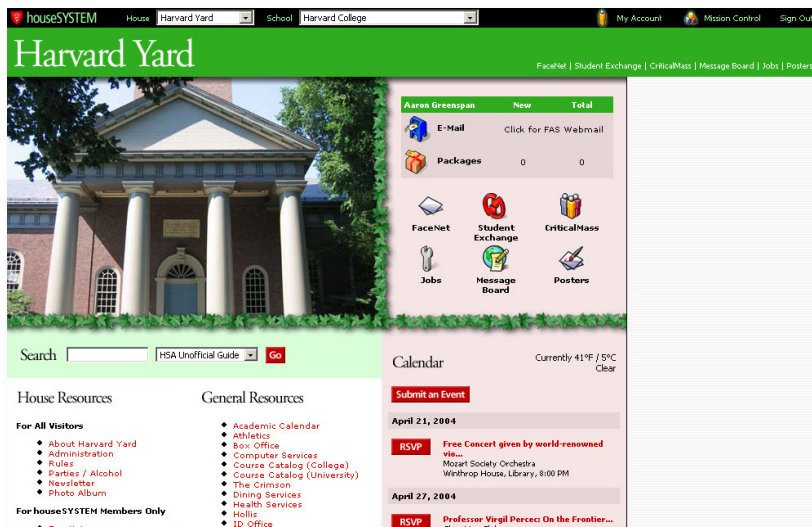 houseSYSTEM House Harvard Yard School Harvard College My Account Mission Control Sign Out
Harvard Yard
FaceNet | Student Exchange | CriticalMass | Message Board | Jobs | Posters
Aaron Greenspan New Total
E-Mail Click for FAS Webmail
Packages 0 0
FaceNet Student Exchange CriticalMass
Jobs Message Board Posters
Search HSA Unofficial Guide Go
Calendar
Currently 41°F / 5°C
Clear
Submit an Event
House Resources
For All Visitors
About Harvard Yard
Administration
Rules
Parties / Alcohol
Newsletter
Photo Album
For houseSYSTEM Members Only
General Resources
Academic Calendar
Athletics
Box Office
Computer Services
Course Catalog (College)
Course Catalog (University)
The Crimson
Dining Services
Health Services
Hollis
ID Office
April 21, 2004
RSVP Free Concert given by world-renowned
vio...
Mozart Society Orchestra
Winthrop House, Library, 8:00 PM
April 27, 2004
RSVP Professor Virgil Percec: On the Frontier...